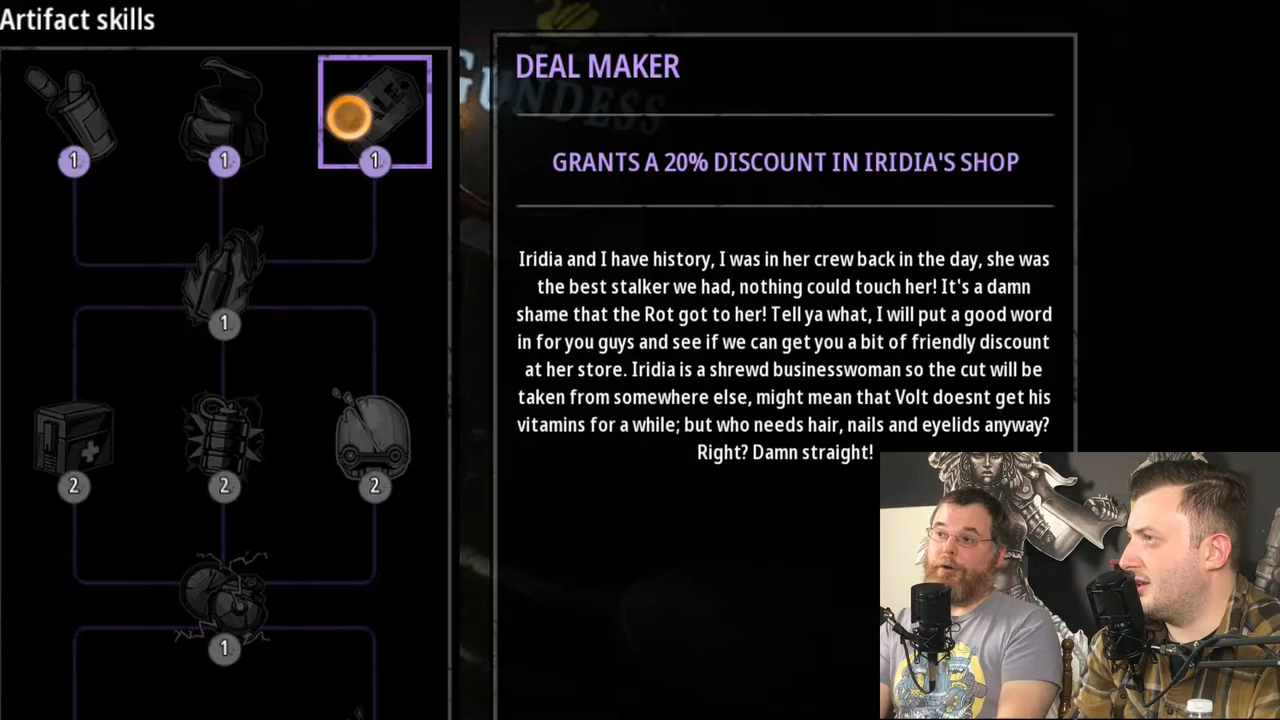 Artifact skills
DEAL MAKER
GUNDESS
GRANTS A 20% DISCOUNT IN IRIDIA'S SHOP
Iridia and I have history, I was in her crew back in the day, she was
the best stalker we had, nothing could touch her! It's a damn
shame that the Rot got to her! Tell ya what, I will put a good word
in for you guys and see if we can get you a bit of friendly discount
at her store. Iridia is a shrewd businesswoman so the cut will be
taken from somewhere else, might mean that Volt doesnt get his
vitamins for a while; but who needs hair, nails and eyelids anyway?
Right? Damn straight!
1
1
1
1
2
2
2
1